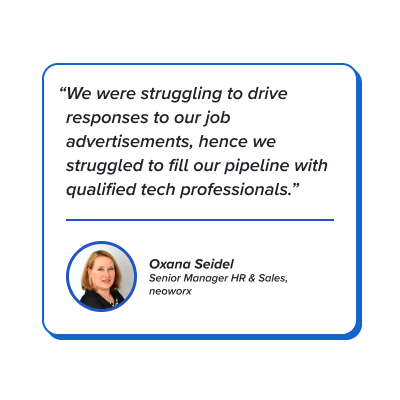 “We were struggling to drive
responses to our job
advertisements, hence we
struggled to fill our pipeline with
qualified tech professionals.”
Oxana Seidel
Senior Manager HR & Sales,
neoworx